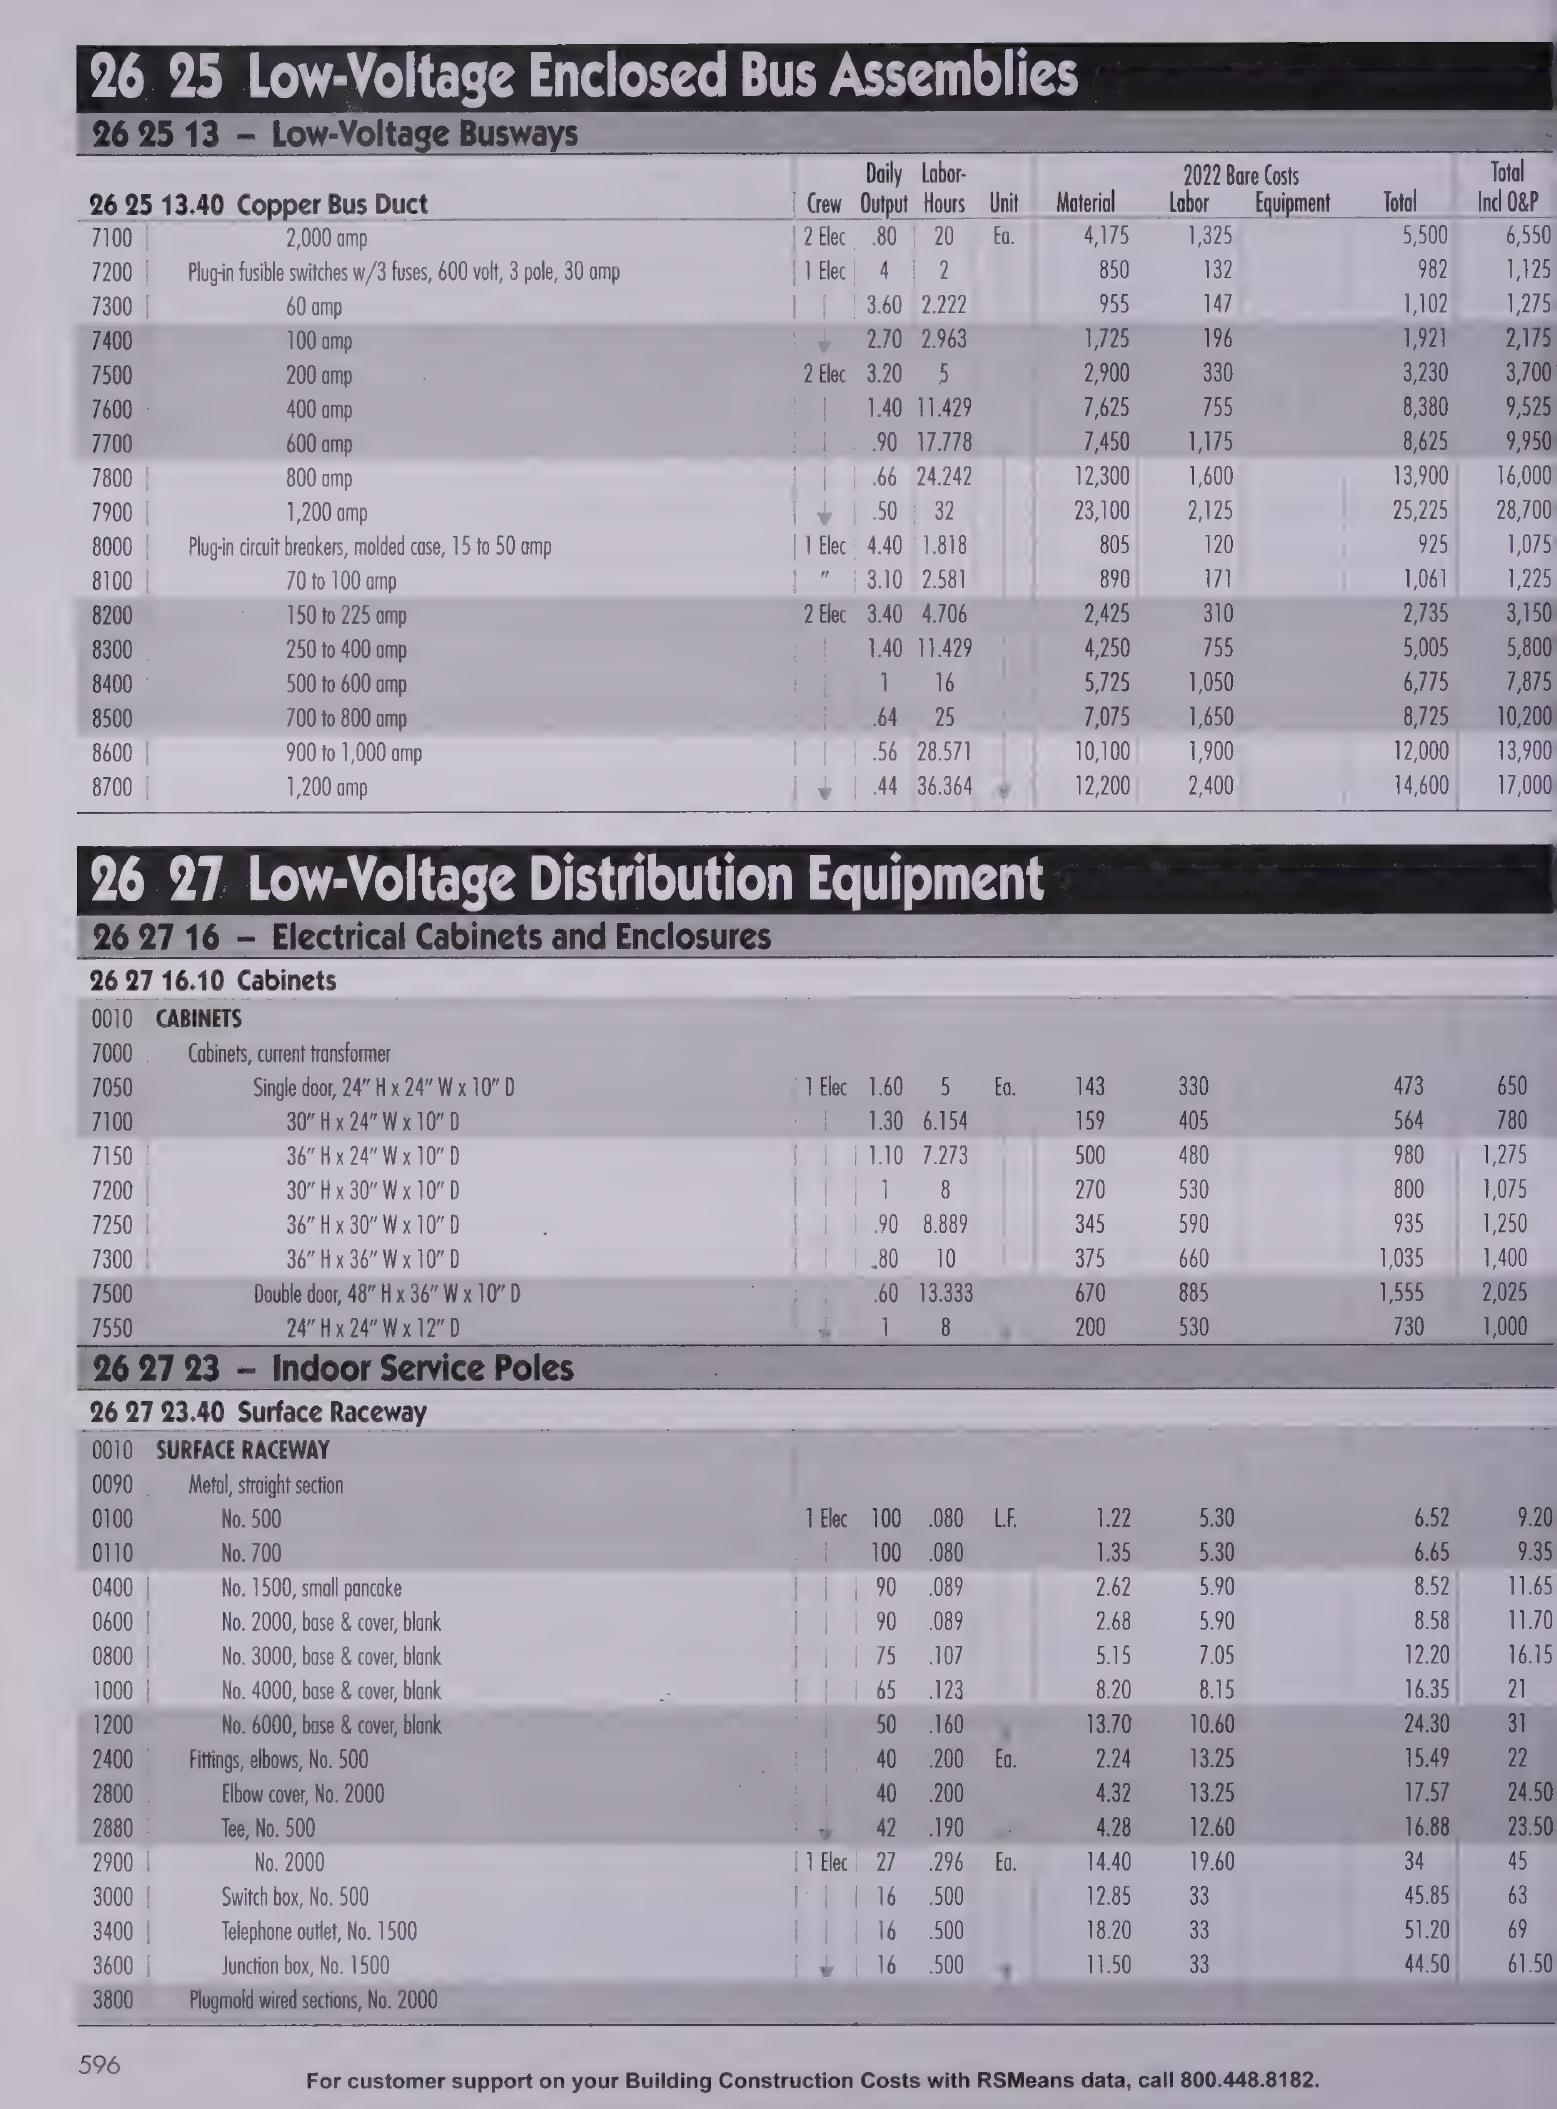 26 25 Low-Voltage Enclosed Bus Assemblies
26 25 13 – Low-Voltage Busways
Daily Labor- 2022 Bare Costs Total
26 25 13.40 Copper Bus Duct Crew Output Hours Unit Material Labor Equipment Total Incl O&P
7100 2,000 amp 2 Elec .80 20 Ea. 4,175 1,325 5,500 6,550
7200 Plug-in fusible switches w/3 fuses, 600 volt, 3 pole, 30 amp 1 Elec 4 2 850 132 982 1,125
7300 60 amp 3.60 2.222 955 147 1,102 1,275
7400 100 amp 2.70 2.963 1,725 196 1,921 2,175
7500 200 amp 2 Elec 3.20 5 2,900 330 3,230 3,700
7600 400 amp 1.40 11.429 7,625 755 8,380 9,525
7700 600 amp .90 17.778 7,450 1,175 8,625 9,950
7800 800 amp .66 24.242 12,300 1,600 13,900 16,000
7900 1,200 amp .50 32 23,100 2,125 25,225 28,700
8000 Plug-in circuit breakers, molded case, 15 to 50 amp 1 Elec 4.40 1.818 805 120 925 1,075
8100 70 to 100 amp " 3.10 2.581 890 171 1,061 1,225
8200 150 to 225 amp 2 Elec 3.40 4.706 2,425 310 2,735 3,150
8300 250 to 400 amp 1.40 11.429 4,250 755 5,005 5,800
8400 500 to 600 amp 1 16 5,725 1,050 6,775 7,875
8500 700 to 800 amp .64 25 7,075 1,650 8,725 10,200
8600 900 to 1,000 amp .56 28.571 10,100 1,900 12,000 13,900
8700 1,200 amp .44 36.364 12,200 2,400 14,600 17,000
26 27 Low-Voltage Distribution Equipment
26 27 16 – Electrical Cabinets and Enclosures
26 27 16.10 Cabinets
0010 CABINETS
7000 Cabinets, current transformer
7050 Single door, 24" H x 24" W x 10" D 1 Elec 1.60 5 Ea. 143 330 473 650
7100 30" H x 24" W x 10" D 1.30 6.154 159 405 564 780
7150 36" H x 24" W x 10" D 1.10 7.273 500 480 980 1,275
7200 30" H x 30" W x 10" D 1 8 270 530 800 1,075
7250 36" H x 30" W x 10" D .90 8.889 345 590 935 1,250
7300 36" H x 36" W x 10" D .80 10 375 660 1,035 1,400
7500 Double door, 48" H x 36" W x 10" D .60 13.333 670 885 1,555 2,025
7550 24" H x 24" W x 12" D 1 8 200 530 730 1,000
26 27 23 – Indoor Service Poles
26 27 23.40 Surface Raceway
0010 SURFACE RACEWAY
0090 Metal, straight section
0100 No. 500 1 Elec 100 .080 L.F. 1.22 5.30 6.52 9.20
0110 No. 700 100 .080 1.35 5.30 6.65 9.35
0400 No. 1500, small pancake 90 .089 2.62 5.90 8.52 11.65
0600 No. 2000, base & cover, blank 90 .089 2.68 5.90 8.58 11.70
0800 No. 3000, base & cover, blank 75 .107 5.15 7.05 12.20 16.15
1000 No. 4000, base & cover, blank 65 .123 8.20 8.15 16.35 21
1200 No. 6000, base & cover, blank 50 .160 13.70 10.60 24.30 31
2400 Fittings, elbows, No. 500 40 .200 Ea. 2.24 13.25 15.49 22
2800 Elbow cover, No. 2000 40 .200 4.32 13.25 17.57 24.50
2880 Tee, No. 500 42 .190 4.28 12.60 16.88 23.50
2900 No. 2000 1 Elec 27 .296 Ea. 14.40 19.60 34 45
3000 Switch box, No. 500 16 .500 12.85 33 45.85 63
3400 Telephone outlet, No. 1500 16 .500 18.20 33 51.20 69
3600 Junction box, No. 1500 16 .500 11.50 33 44.50 61.50
3800 Plugmold wired sections, No. 2000
596
For customer support on your Building Construction Costs with RSMeans data, call 800.448.8182.